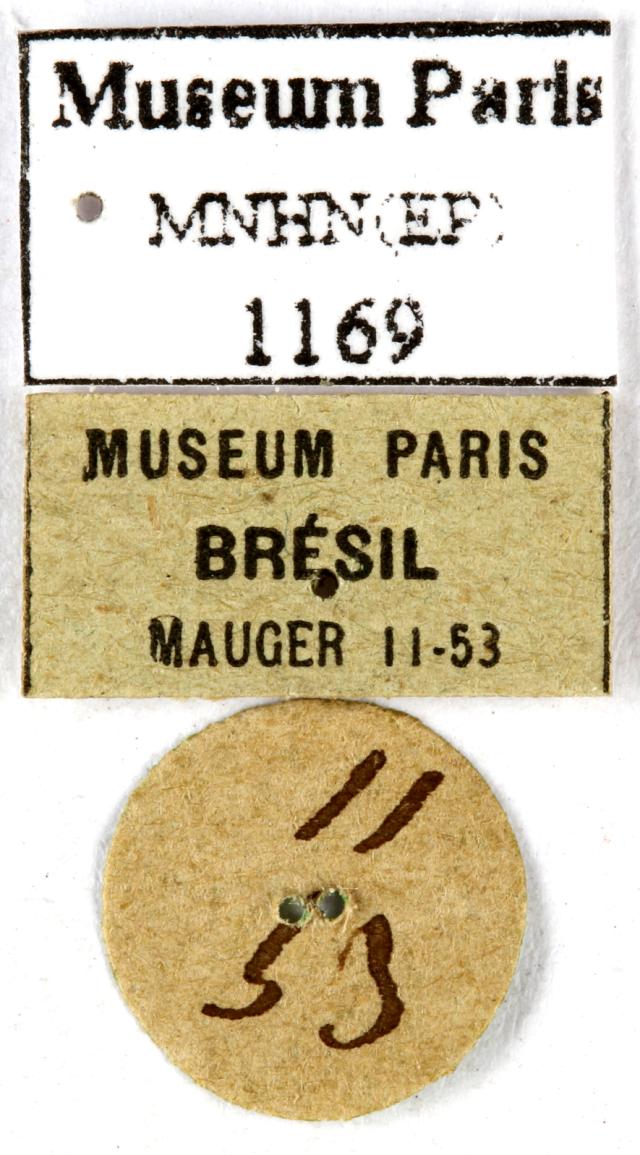 Museum Paris
MNHN(EP)
1169
MUSEUM PARIS
BRÉSIL
MAUGER 11-53
11
53